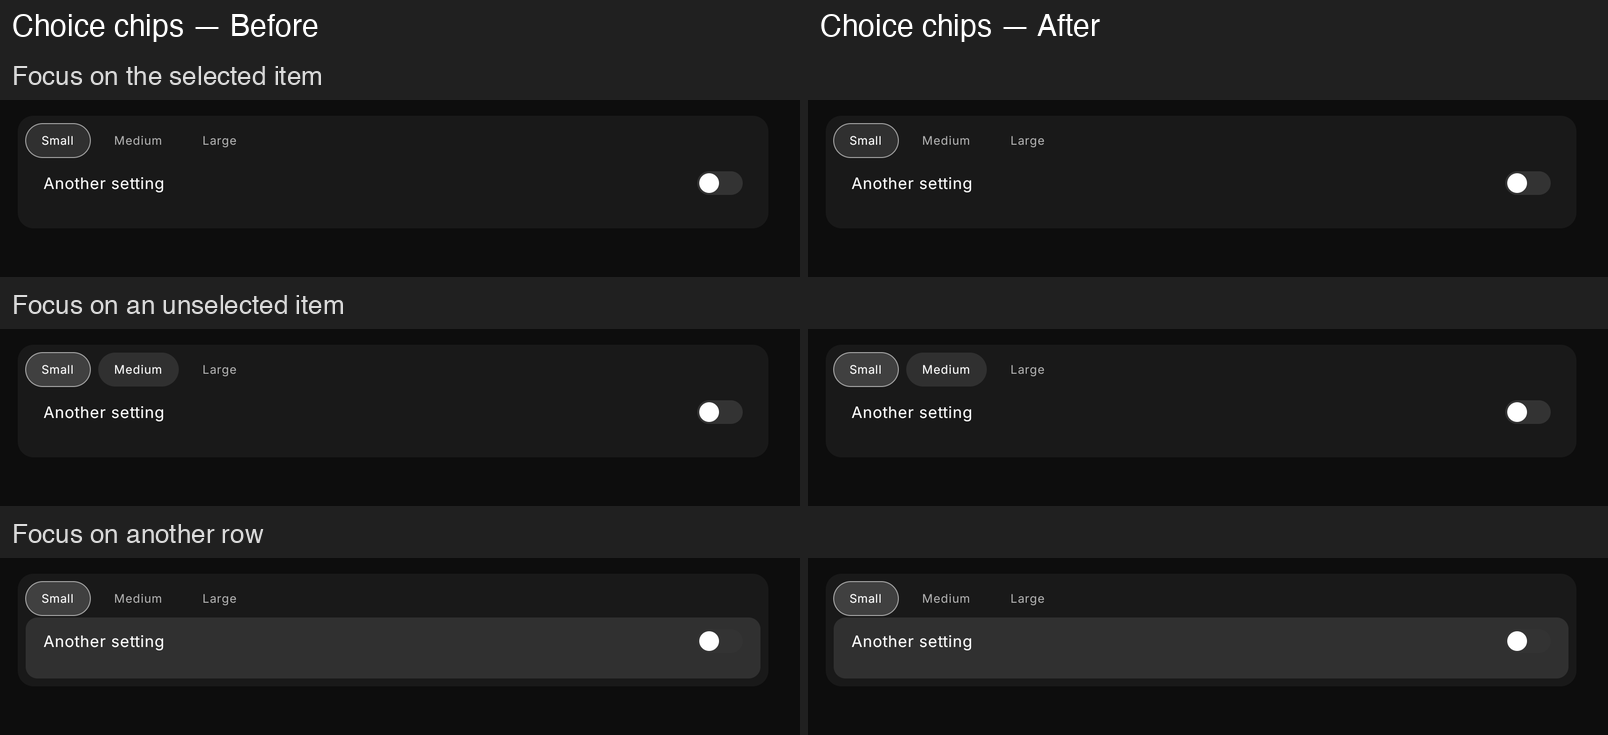 Choice chips — Before
Choice chips — After
Focus on the selected item
Small Medium Large
Another setting
Small Medium Large
Another setting
Focus on an unselected item
Small Medium Large
Another setting
Small Medium Large
Another setting
Focus on another row
Small Medium Large
Another setting
Small Medium Large
Another setting